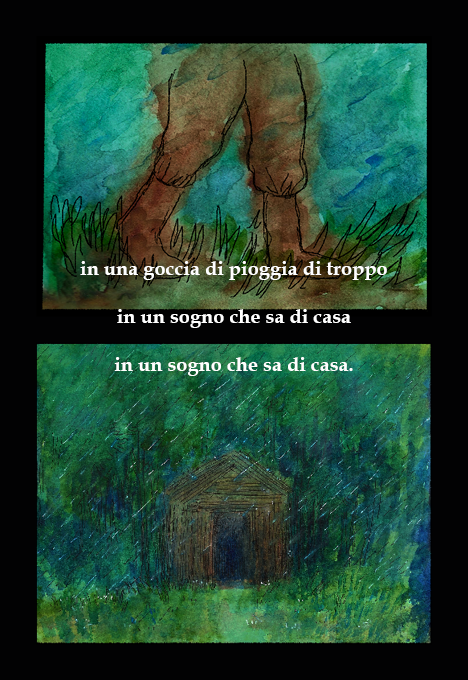 in una goccia di pioggia di troppo
in un sogno che sa di casa
in un sogno che sa di casa.